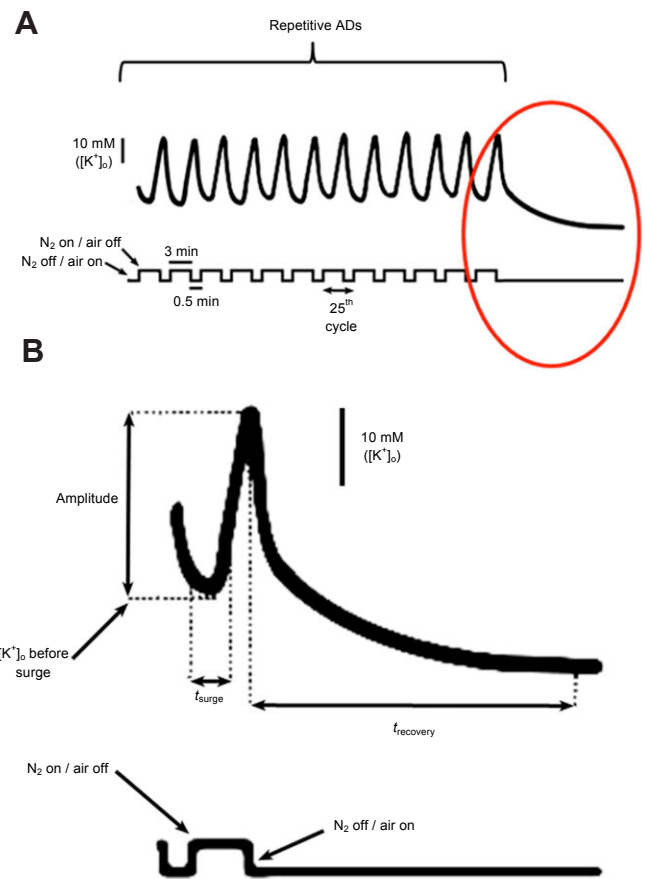 A
Repetitive ADs
10 mM
([K⁺]ₒ)
N₂ on / air off
N₂ off / air on
3 min
0.5 min
25ᵗʰ
cycle
B
10 mM
([K⁺]ₒ)
Amplitude
[K⁺]ₒ before
surge
tsurge
trecovery
N₂ on / air off
N₂ off / air on